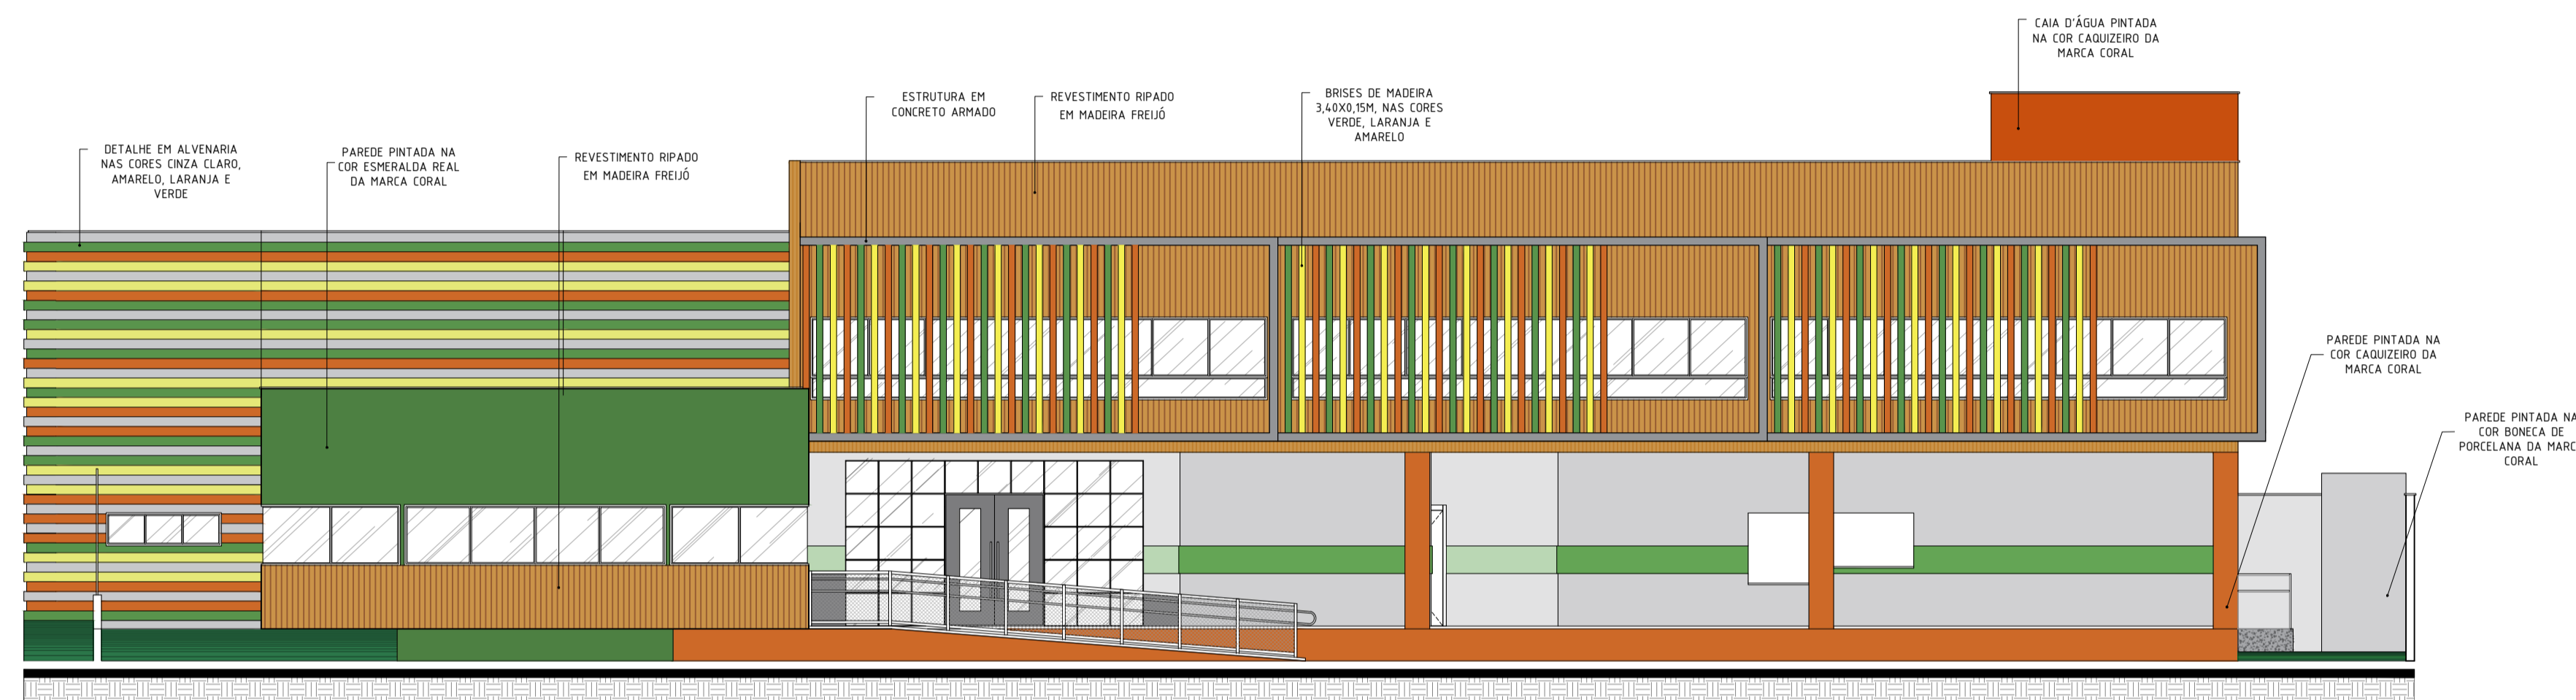 CAIA D'ÁGUA PINTADA
NA COR CAQUIZEIRO DA
MARCA CORAL
ESTRUTURA EM
CONCRETO ARMADO
REVESTIMENTO RIPADO
EM MADEIRA FREIJÓ
BRISES DE MADEIRA
3,40X0,15M, NAS CORES
VERDE, LARANJA E
AMARELO
DETALHE EM ALVENARIA
NAS CORES CINZA CLARO,
AMARELO, LARANJA E
VERDE
PAREDE PINTADA NA
COR ESMERALDA REAL
DA MARCA CORAL
REVESTIMENTO RIPADO
EM MADEIRA FREIJÓ
PAREDE PINTADA NA
COR CAQUIZEIRO DA
MARCA CORAL
PAREDE PINTADA NA
COR BONECA DE
PORCELANA DA MARC
CORAL